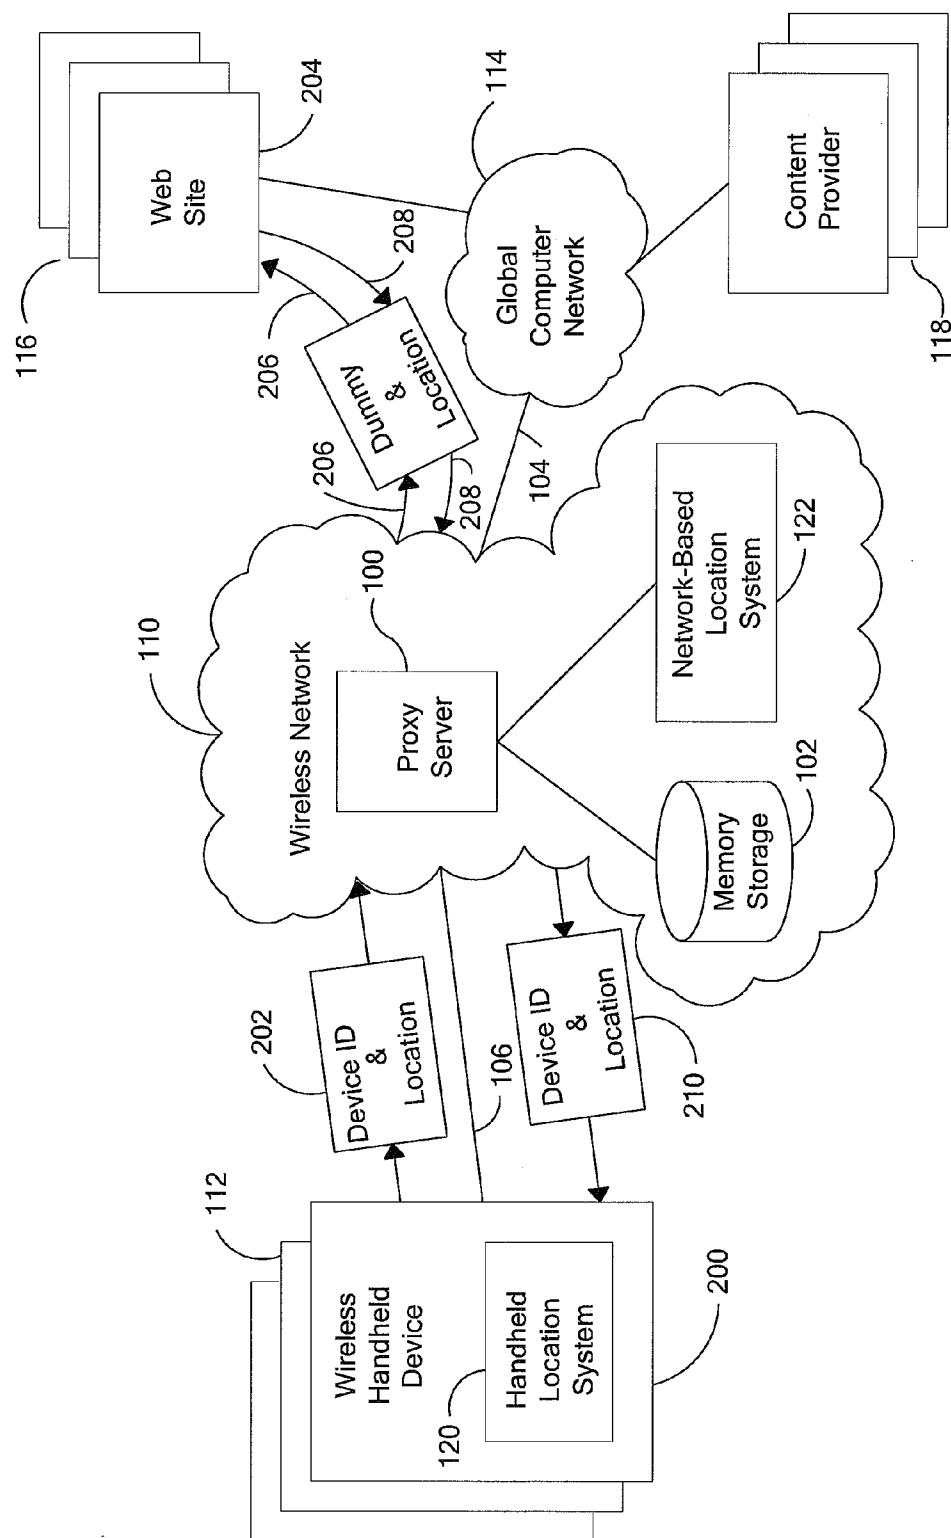 112
Wireless
Handheld
Device
120
Handheld
Location
System
200
202
Device ID
&
Location
106
Device ID
&
Location
210
110
Wireless Network
100
Proxy
Server
Memory
Storage
102
Network-Based
Location
System
122
206
Dummy
&
Location
208
206
208
104
116
Web
Site
204
114
Global
Computer
Network
Content
Provider
118